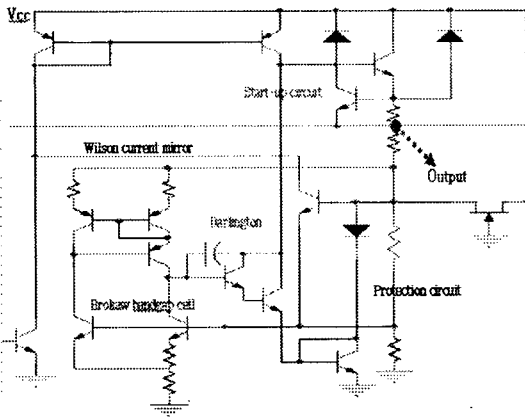 Vcc
Start-up circuit
Wilson current mirror
Output
Darlington
Protection circuit
Brokaw bandgap cell